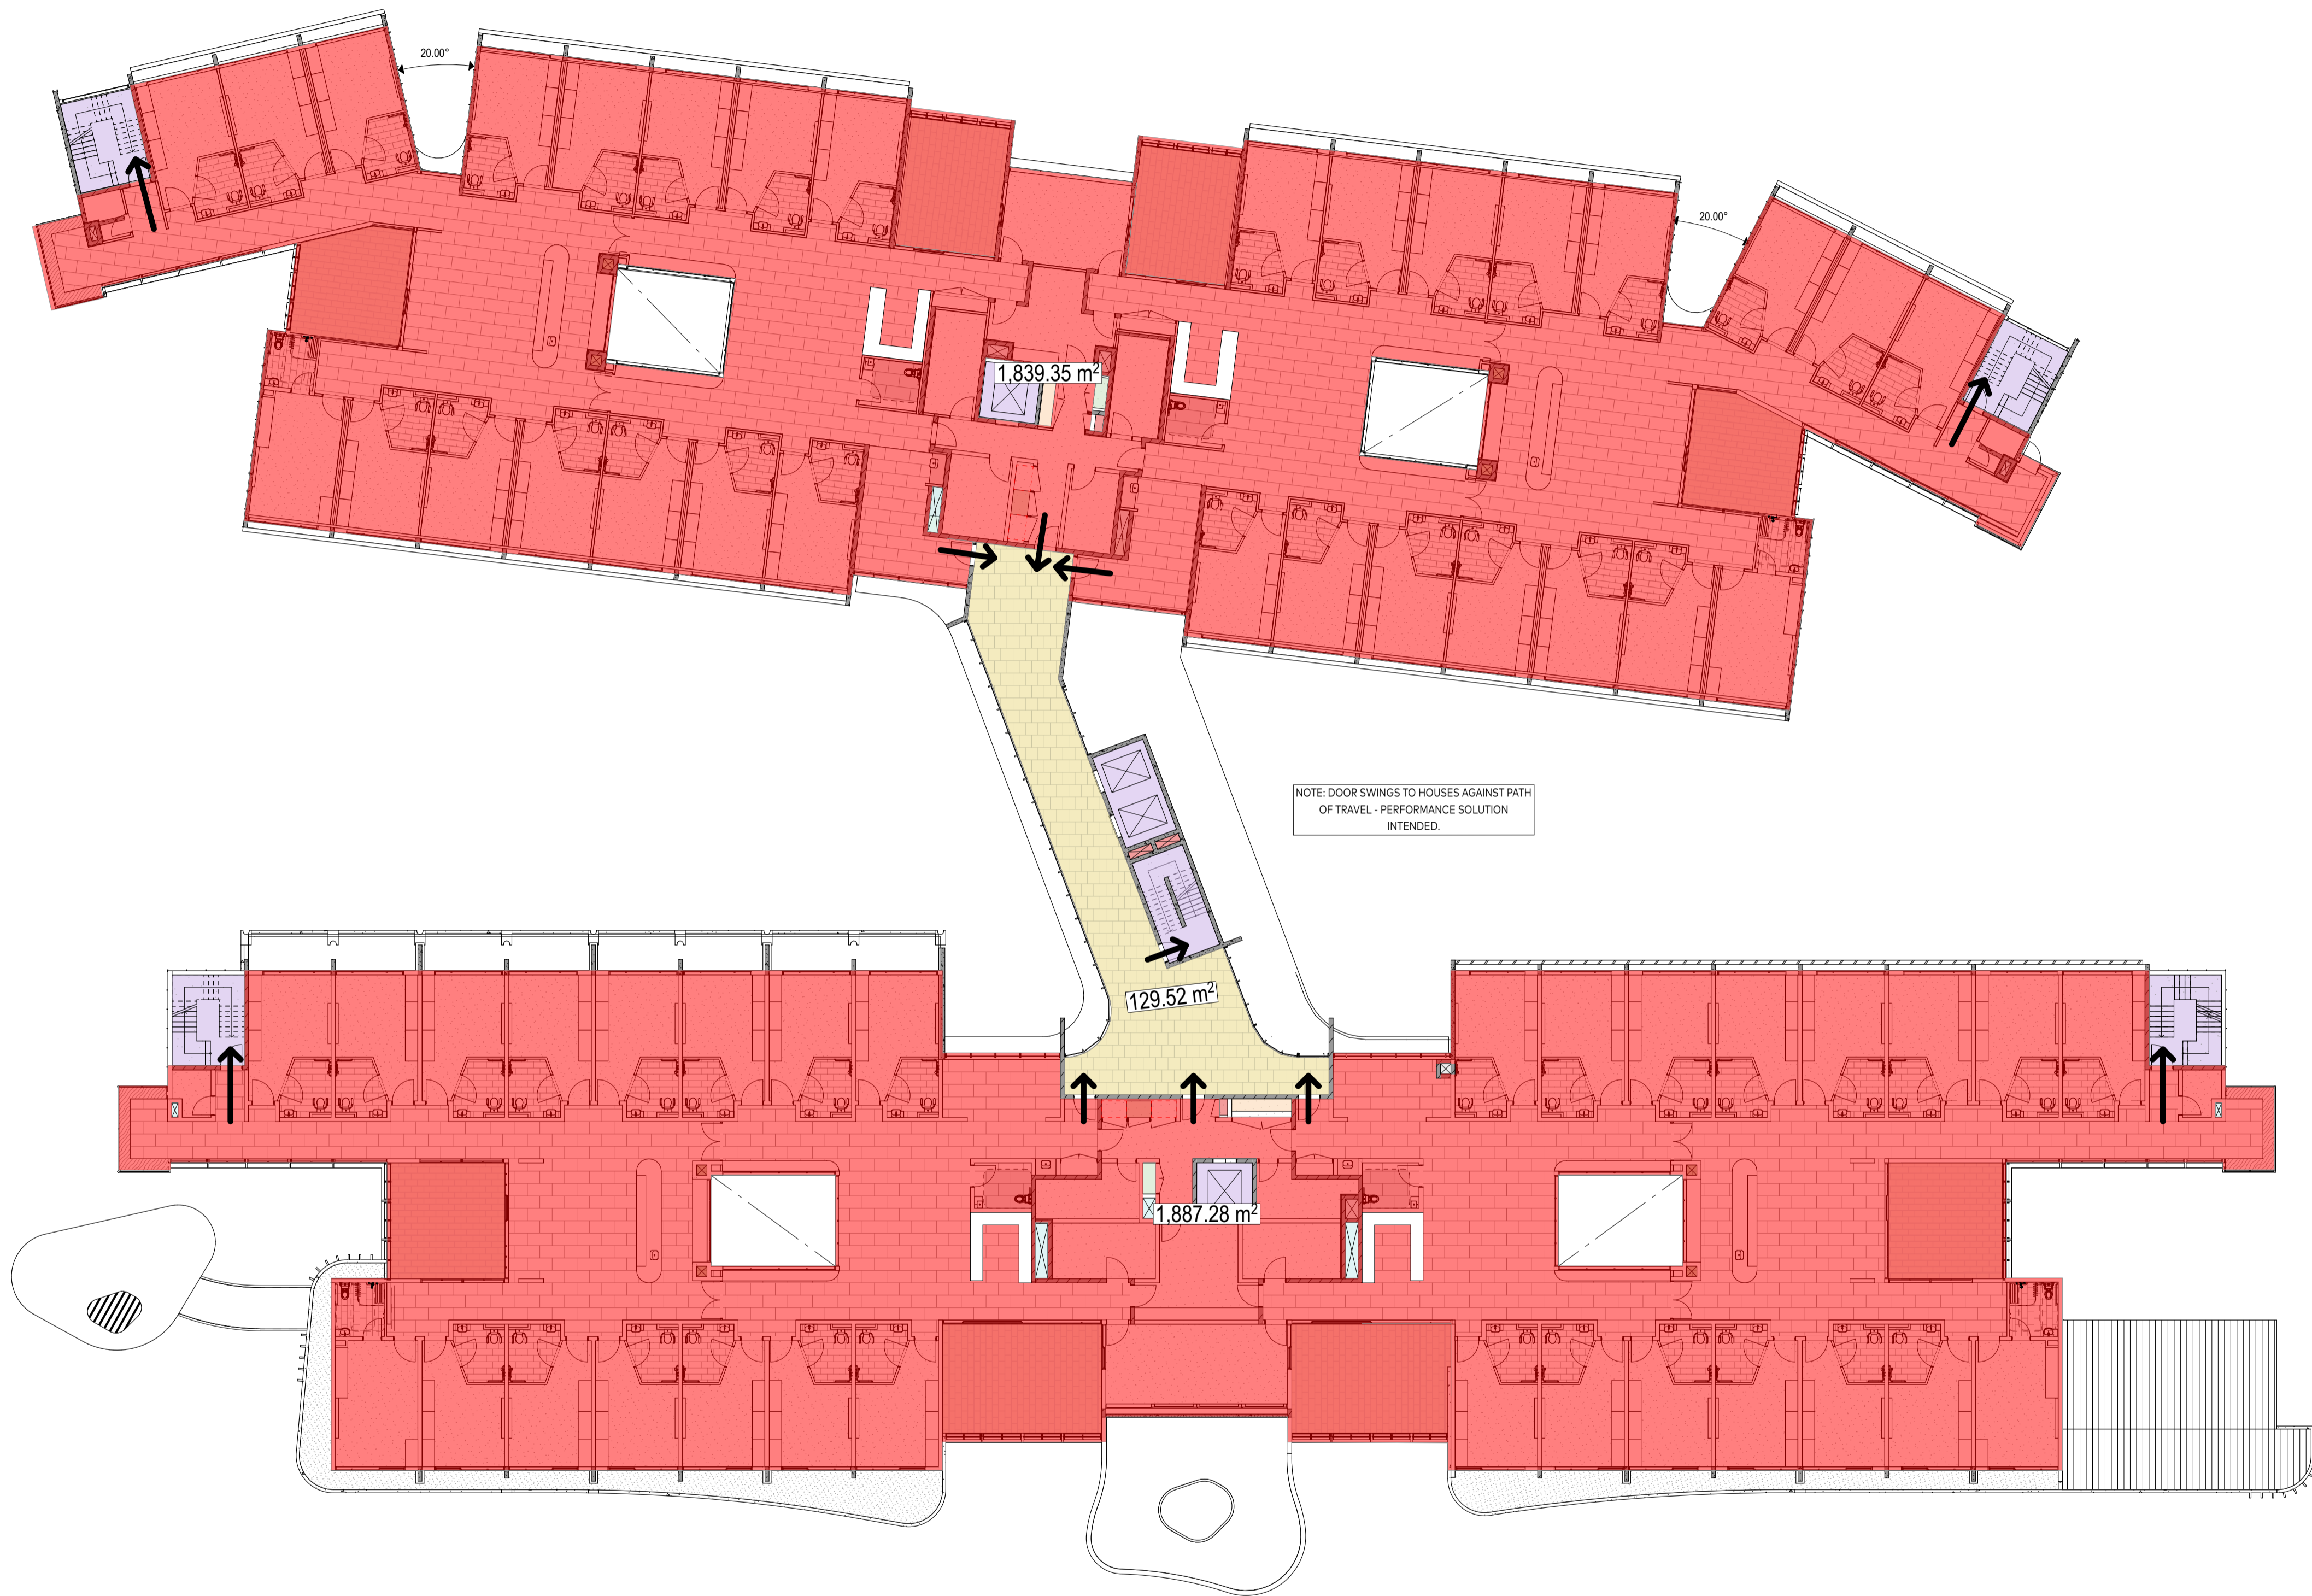 20.00°
20.00°
1,839.35 m²
NOTE: DOOR SWINGS TO HOUSES AGAINST PATH
OF TRAVEL - PERFORMANCE SOLUTION
INTENDED.
129.52 m²
1,887.28 m²